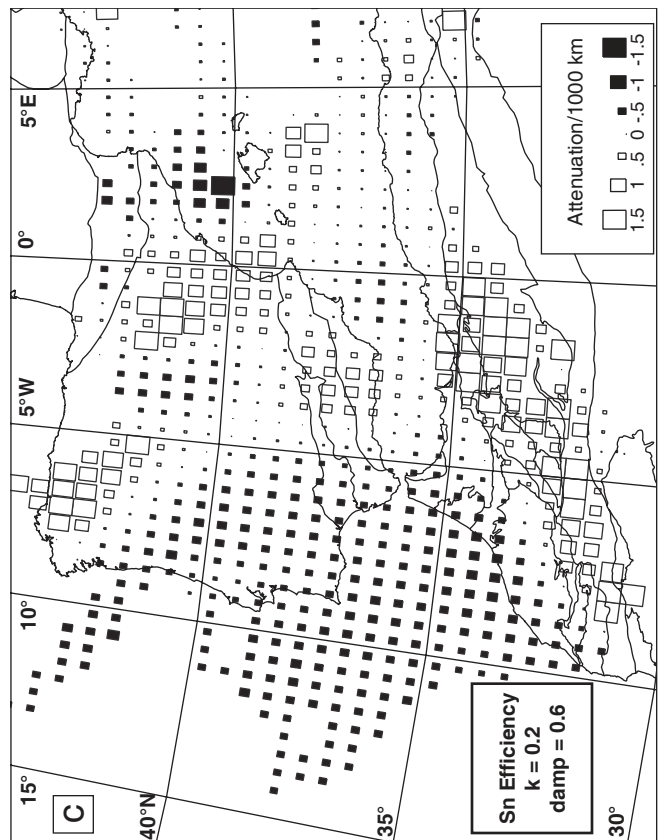 C
15°
10°
5°W
0°
5°E
40°N
35°
30°
Sn Efficiency
k = 0.2
damp = 0.6
Attenuation/1000 km
1.5 1 .5 0 -.5 -1 -1.5